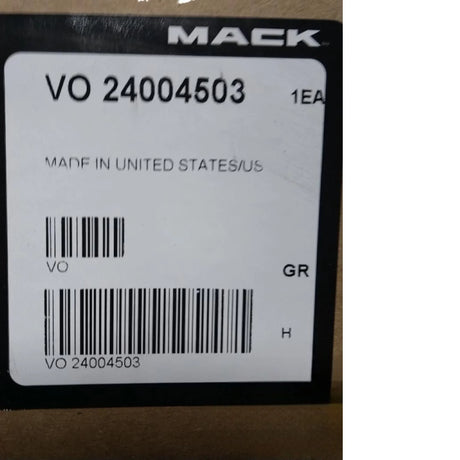 MACK
VO 24004503 1EA
MADE IN UNITED STATES/US
VO
GR
H
VO 24004503